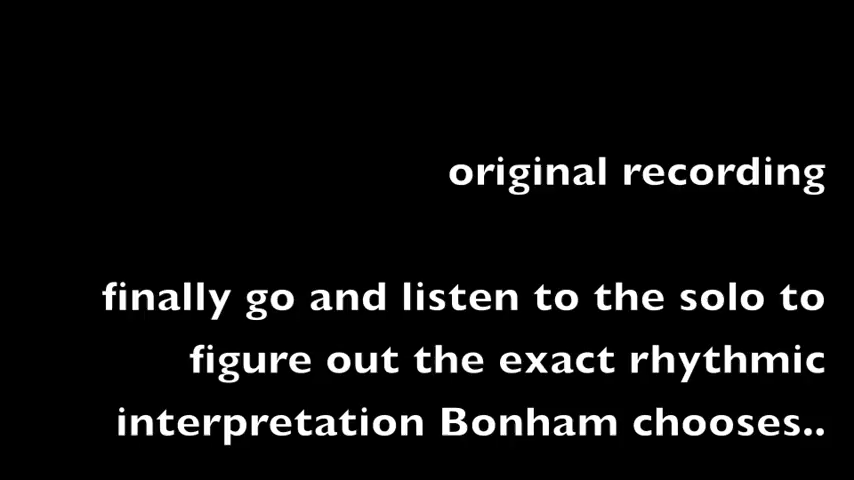 original recording
finally go and listen to the solo to
figure out the exact rhythmic
interpretation Bonham chooses..